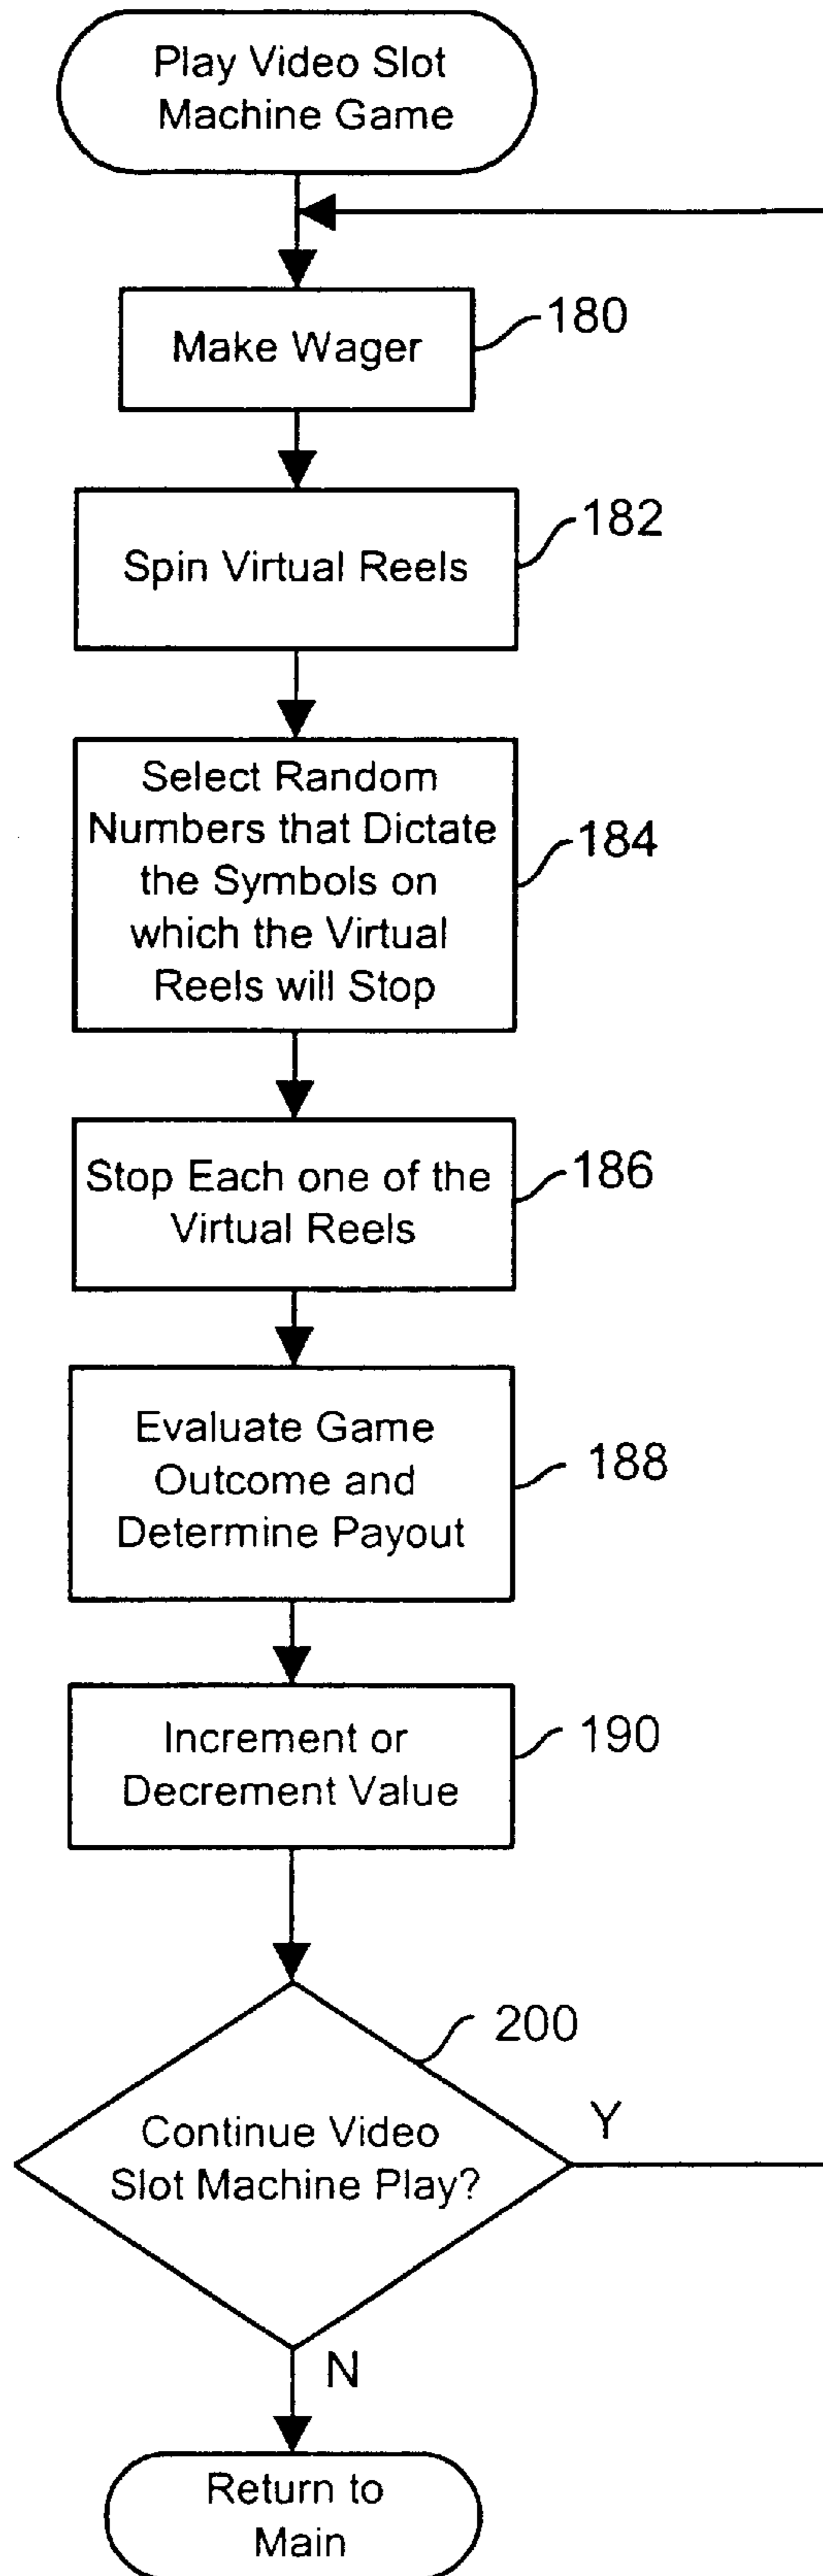 Play Video Slot
Machine Game
Make Wager
180
Spin Virtual Reels
182
Select Random
Numbers that Dictate
the Symbols on
which the Virtual
Reels will Stop
184
Stop Each one of the
Virtual Reels
186
Evaluate Game
Outcome and
Determine Payout
188
Increment or
Decrement Value
190
200
Continue Video
Slot Machine Play?
Y
N
Return to
Main